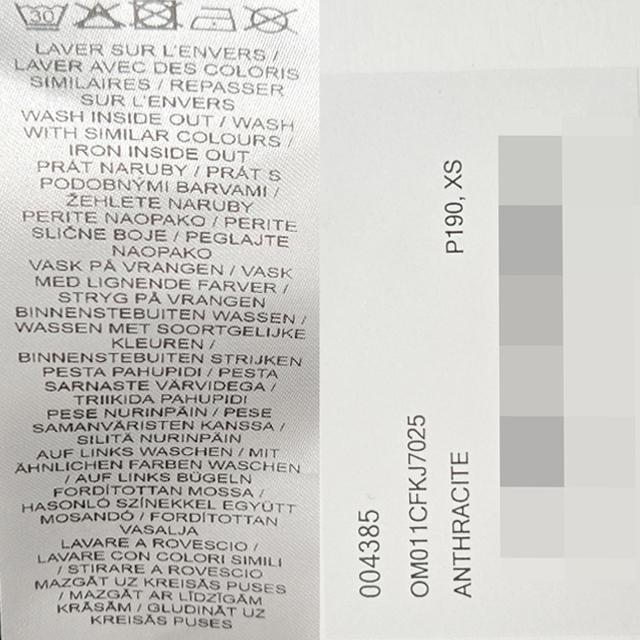 30
LAVER SUR L'ENVERS /
LAVER AVEC DES COLORIS
SIMILAIRES / REPASSER
SUR L'ENVERS
WASH INSIDE OUT / WASH
WITH SIMILAR COLOURS /
IRON INSIDE OUT
PRÁT NARUBY / PRÁT S
PODOBNÝMI BARVAMI /
ŽEHLETE NARUBY
PERITE NAOPAKO / PERITE
SLIČNE BOJE / PEGLAJTE
NAOPAKO
VASK PÅ VRANGEN / VASK
MED LIGNENDE FARVER /
STRYG PÅ VRANGEN
BINNENSTEBUITEN WASSEN /
WASSEN MET SOORTGELIJKE
KLEUREN /
BINNENSTEBUITEN STRIJKEN
PESTA PAHUPIDI / PESTA
SARNASTE VÄRVIDEGA /
TRIIKIDA PAHUPIDI
PESE NURINPÄIN / PESE
SAMANVÄRISTEN KANSSA /
SILITÄ NURINPÄIN
AUF LINKS WASCHEN / MIT
ÄHNLICHEN FARBEN WASCHEN
/ AUF LINKS BÜGELN
FORDÍTOTTAN MOSSA /
HASONLÓ SZÍNEKKEL EGYÜTT
MOSANDÓ / FORDÍTOTTAN
VASALJA
LAVARE A ROVESCIO /
LAVARE CON COLORI SIMILI
/ STIRARE A ROVESCIO
MAZGĀT UZ KREISĀS PUSES
/ MAZGĀT AR LĪDZĪGĀM
KRĀSĀM / GLUDINĀT UZ
KREISĀS PUSES
004385
OM011CFKJ7025
ANTHRACITE
P190, XS